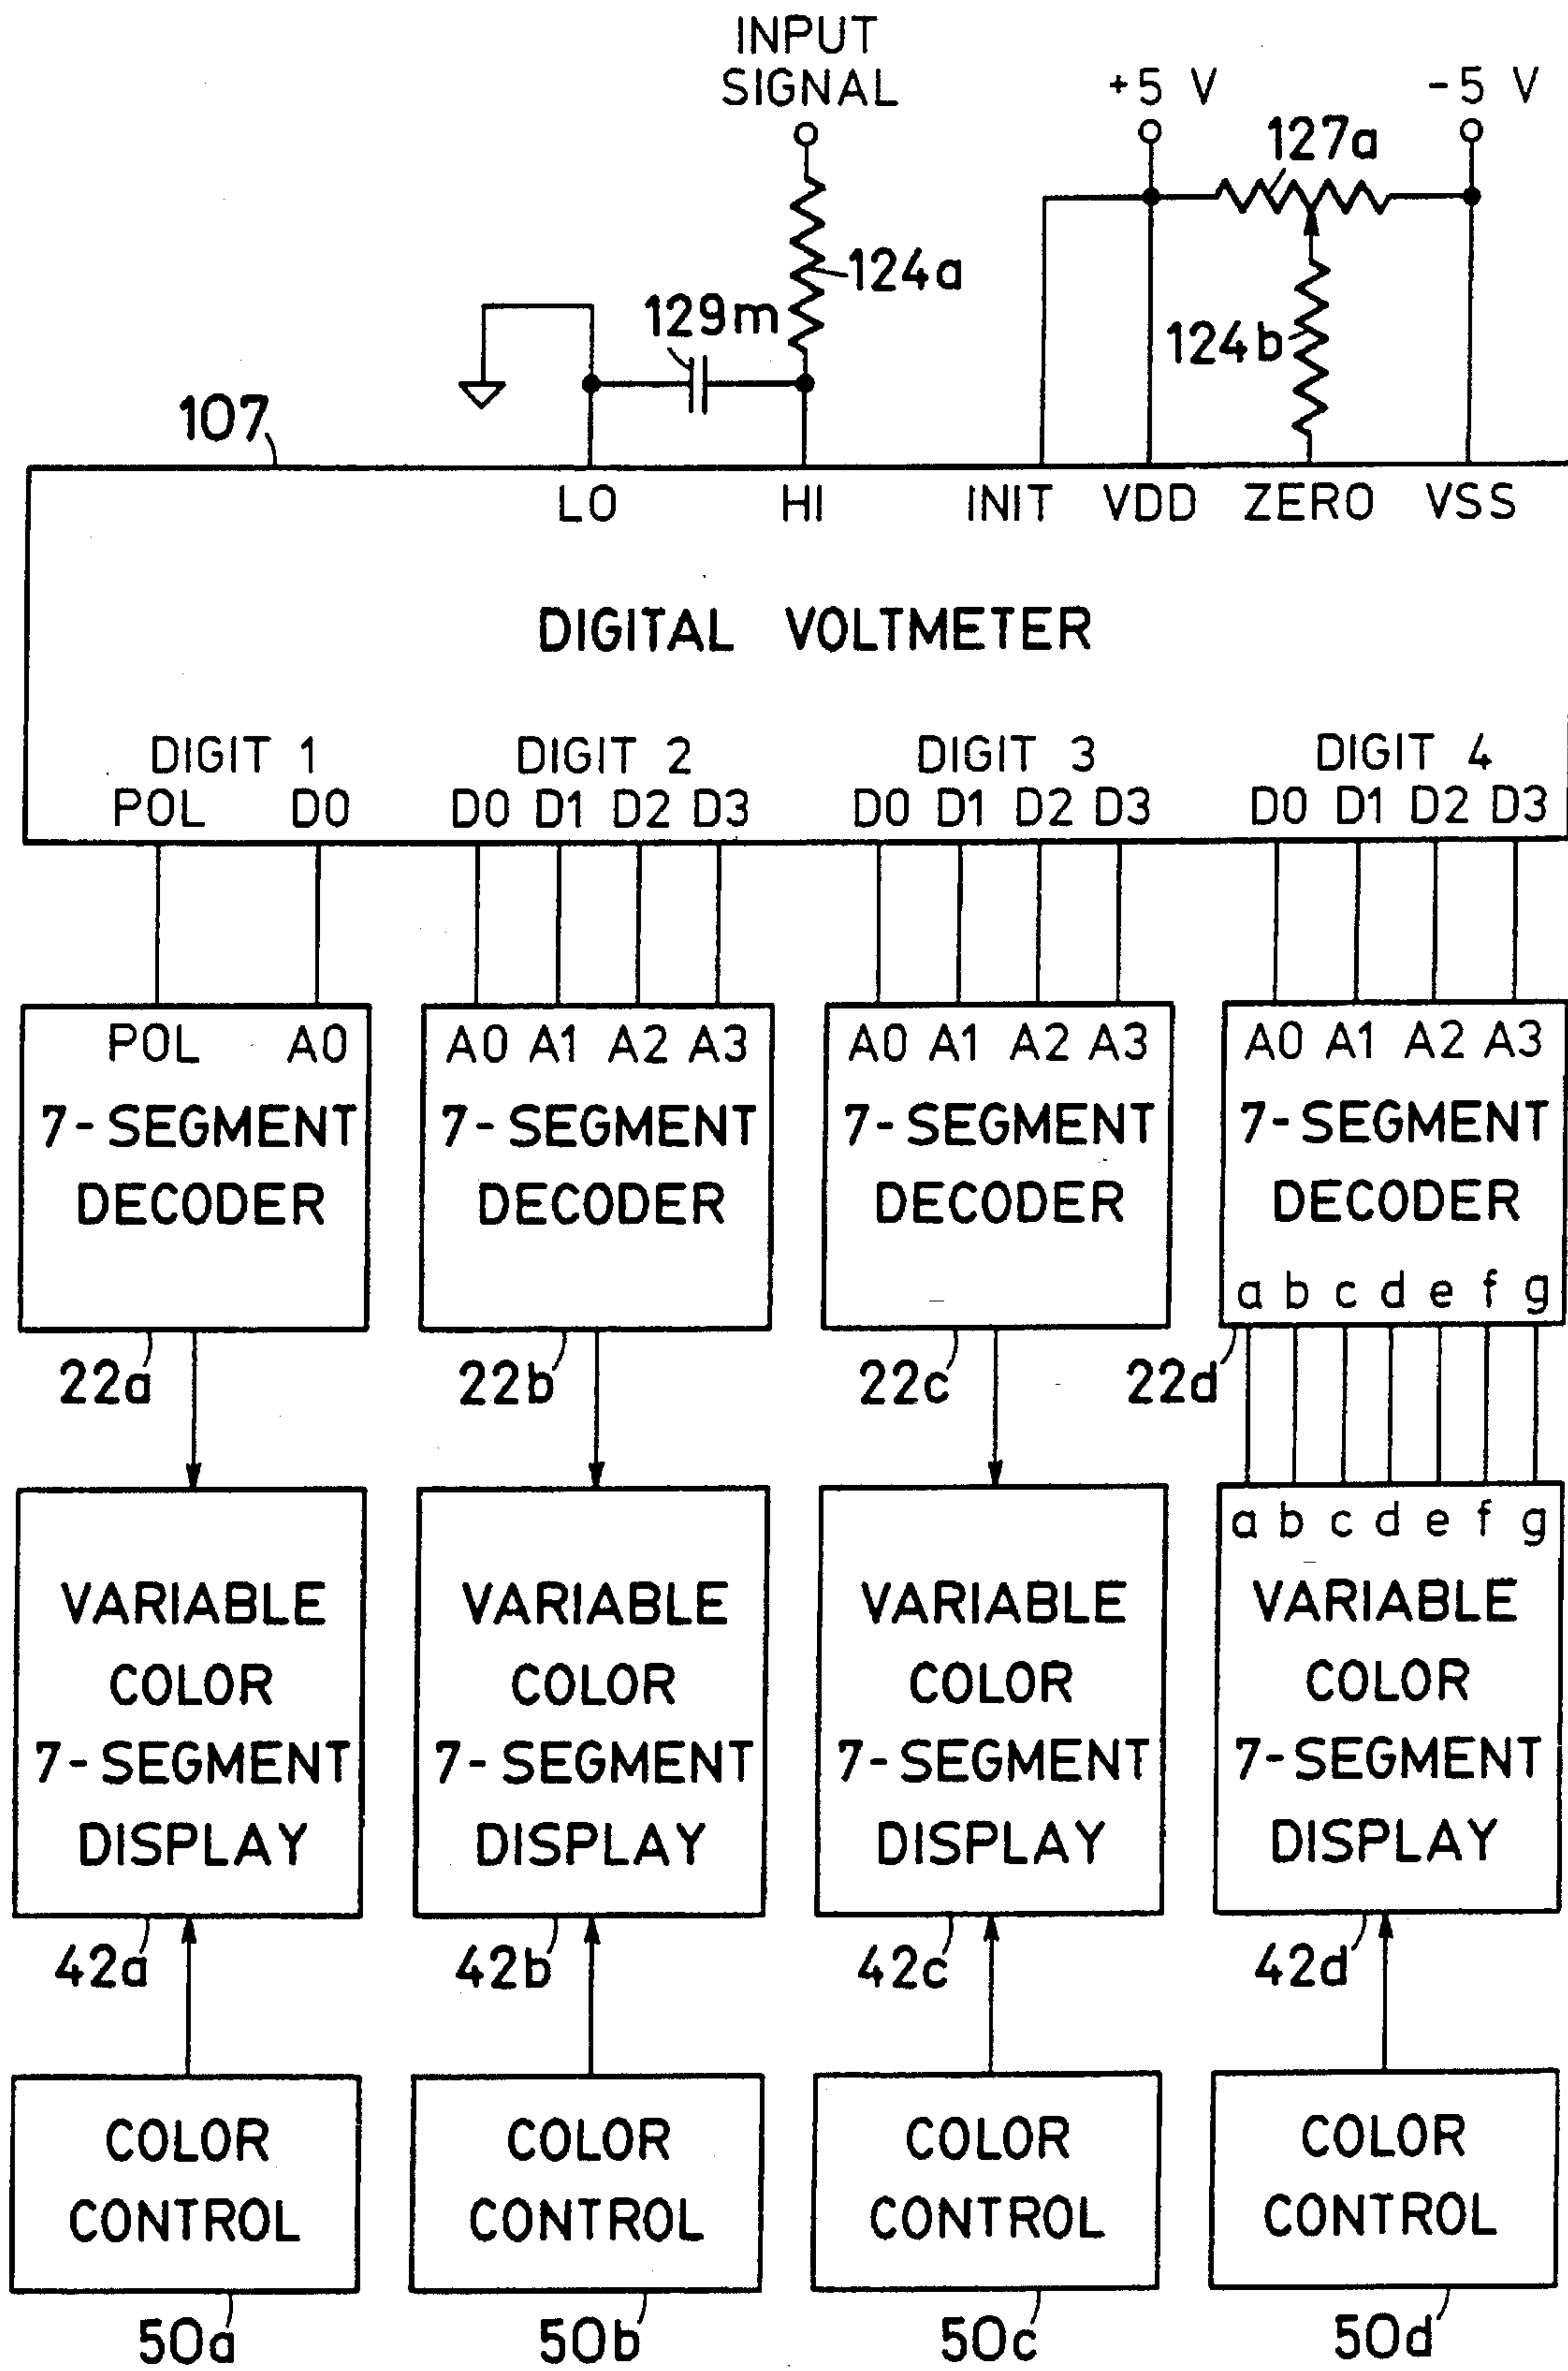 INPUT
SIGNAL
+5 V
-5 V
127a
124a
129m
124b
107
LO HI INIT VDD ZERO VSS
DIGITAL VOLTMETER
DIGIT 1 DIGIT 2 DIGIT 3 DIGIT 4
POL D0 D0 D1 D2 D3 D0 D1 D2 D3 D0 D1 D2 D3
POL A0 A0 A1 A2 A3 A0 A1 A2 A3 A0 A1 A2 A3
7-SEGMENT 7-SEGMENT 7-SEGMENT 7-SEGMENT
DECODER DECODER DECODER DECODER
a b c d e f g
22a 22b 22c 22d
a b c d e f g
VARIABLE VARIABLE VARIABLE VARIABLE
COLOR COLOR COLOR COLOR
7-SEGMENT 7-SEGMENT 7-SEGMENT 7-SEGMENT
DISPLAY DISPLAY DISPLAY DISPLAY
42a 42b 42c 42d
COLOR COLOR COLOR COLOR
CONTROL CONTROL CONTROL CONTROL
50a 50b 50c 50d